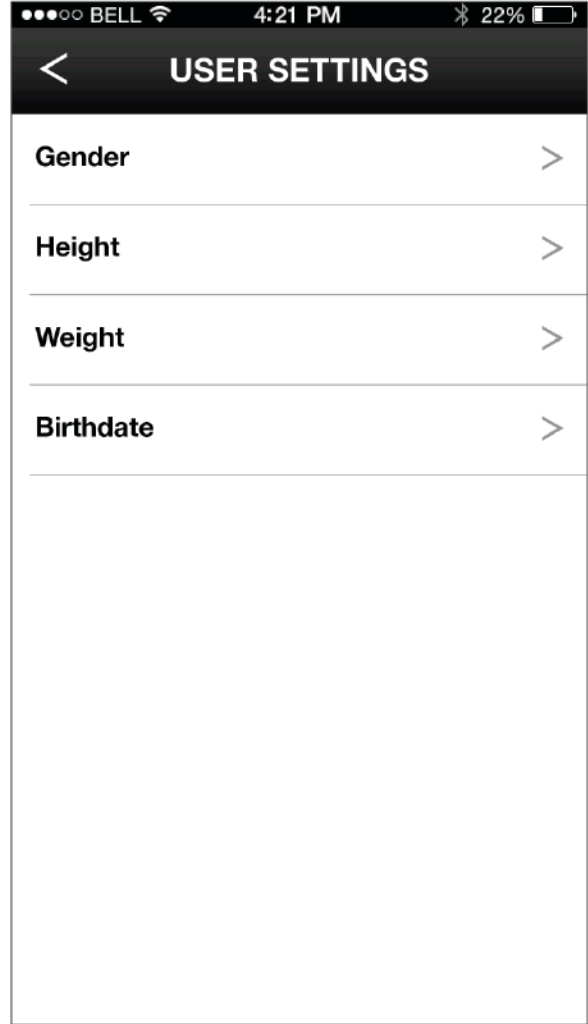 BELL 4:21 PM 22%
< USER SETTINGS
Gender >
Height >
Weight >
Birthdate >